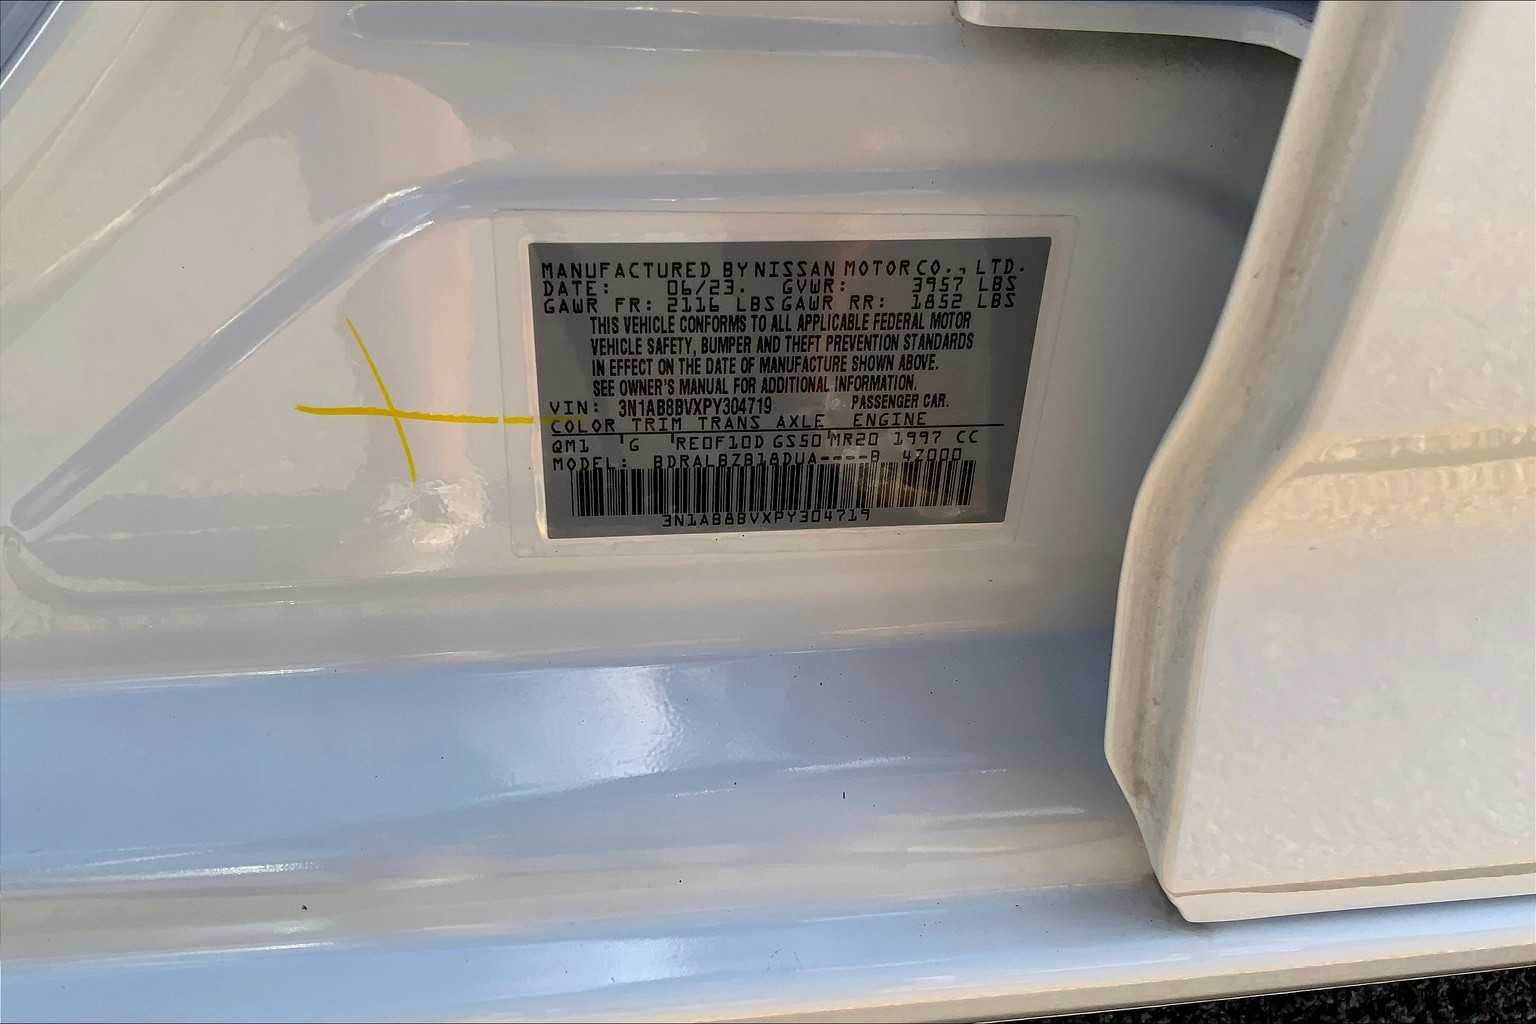 MANUFACTURED BY NISSAN MOTOR CO., LTD.
DATE: 06/23. GVWR: 3957 LBS
GAWR FR: 2116 LBS GAWR RR: 1852 LBS
THIS VEHICLE CONFORMS TO ALL APPLICABLE FEDERAL MOTOR
VEHICLE SAFETY, BUMPER AND THEFT PREVENTION STANDARDS
IN EFFECT ON THE DATE OF MANUFACTURE SHOWN ABOVE.
SEE OWNER'S MANUAL FOR ADDITIONAL INFORMATION.
VIN: 3N1AB8BVXPY304719 PASSENGER CAR.
COLOR TRIM TRANS AXLE ENGINE
QM1 G RE0F10D GS50 MR20 1997 CC
MODEL: BDRALBZB18DUA----B 4Z000
3N1AB8BVXPY304719